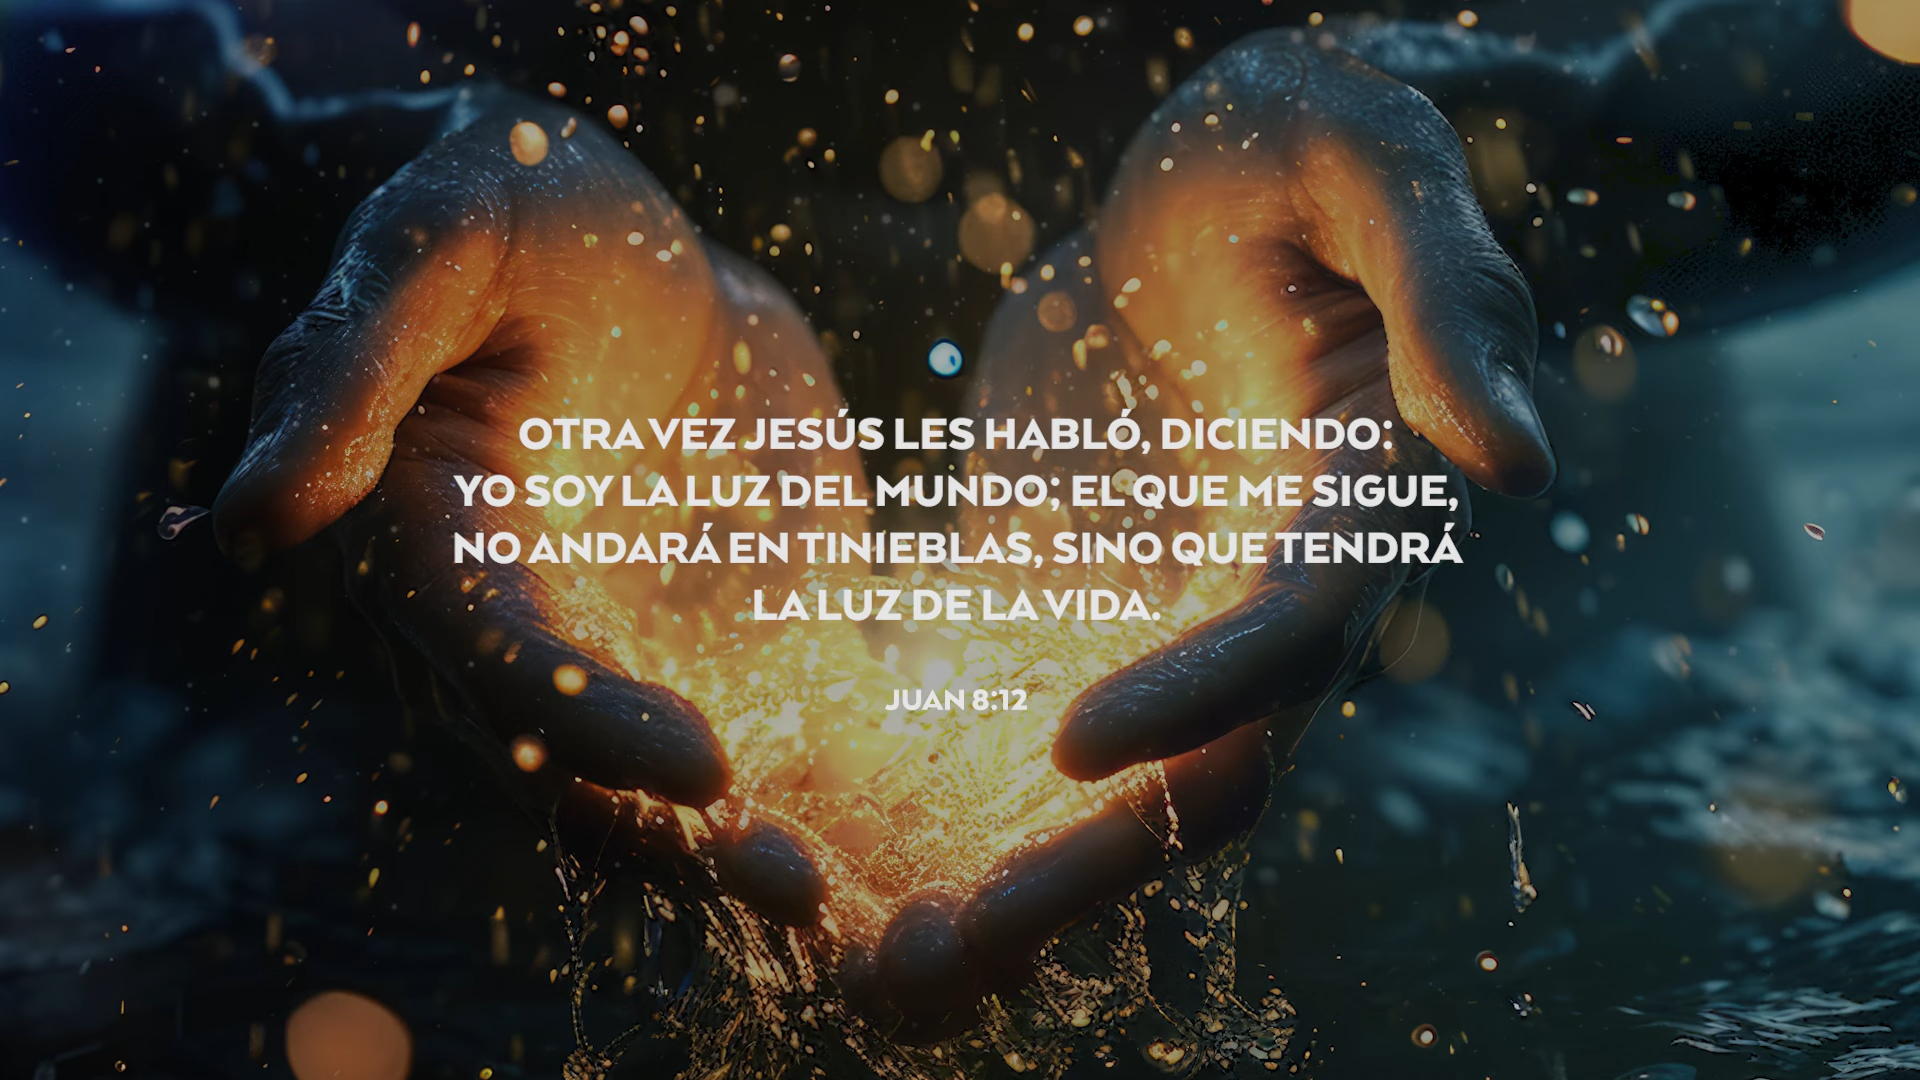 OTRA VEZ JESÚS LES HABLÓ, DICIENDO:
YO SOY LA LUZ DEL MUNDO; EL QUE ME SIGUE,
NO ANDARÁ EN TINIEBLAS, SINO QUE TENDRÁ
LA LUZ DE LA VIDA.
JUAN 8:12